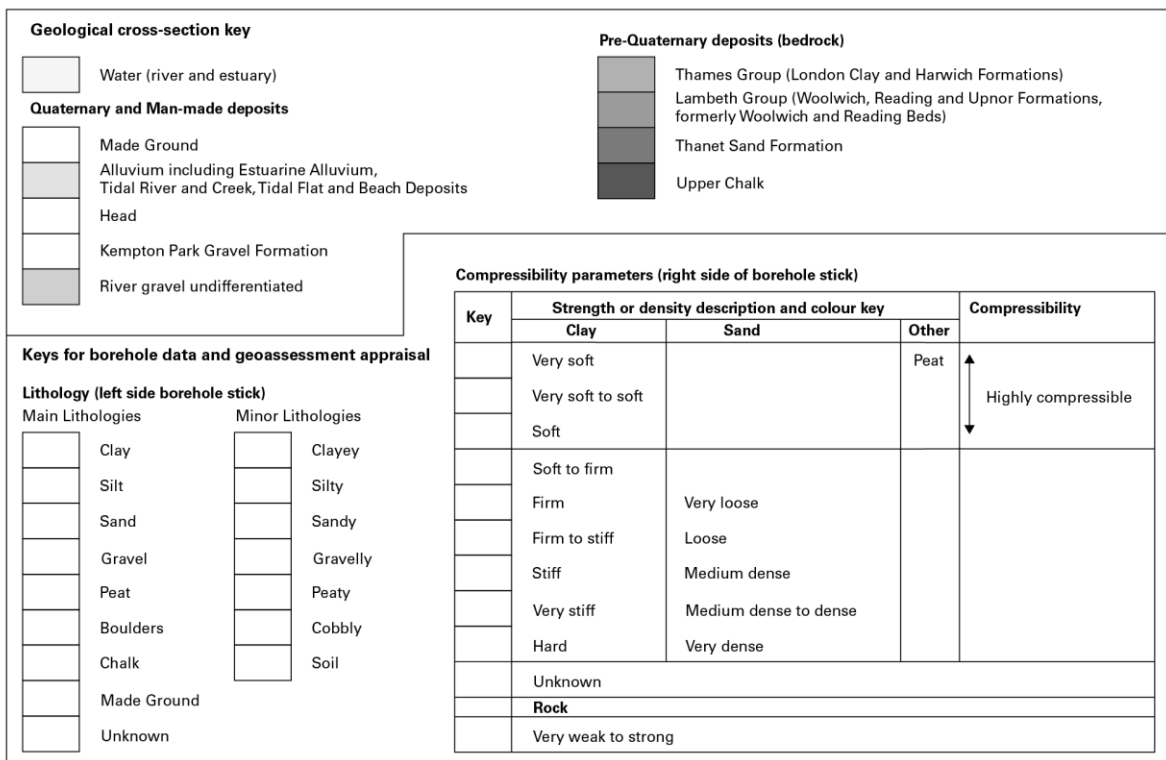 Geological cross-section key
Water (river and estuary)
Quaternary and Man-made deposits
Made Ground
Alluvium including Estuarine Alluvium,
Tidal River and Creek, Tidal Flat and Beach Deposits
Head
Kempton Park Gravel Formation
River gravel undifferentiated
Pre-Quaternary deposits (bedrock)
Thames Group (London Clay and Harwich Formations)
Lambeth Group (Woolwich, Reading and Upnor Formations,
formerly Woolwich and Reading Beds)
Thanet Sand Formation
Upper Chalk
Keys for borehole data and geoassessment appraisal
Lithology (left side borehole stick)
Main Lithologies
Clay
Silt
Sand
Gravel
Peat
Boulders
Chalk
Made Ground
Unknown
Minor Lithologies
Clayey
Silty
Sandy
Gravelly
Peaty
Cobbly
Soil
Compressibility parameters (right side of borehole stick)
Key Strength or density description and colour key Compressibility
Clay Sand Other
Very soft Peat
Very soft to soft Highly compressible
Soft
Soft to firm
Firm Very loose
Firm to stiff Loose
Stiff Medium dense
Very stiff Medium dense to dense
Hard Very dense
Unknown
Rock
Very weak to strong